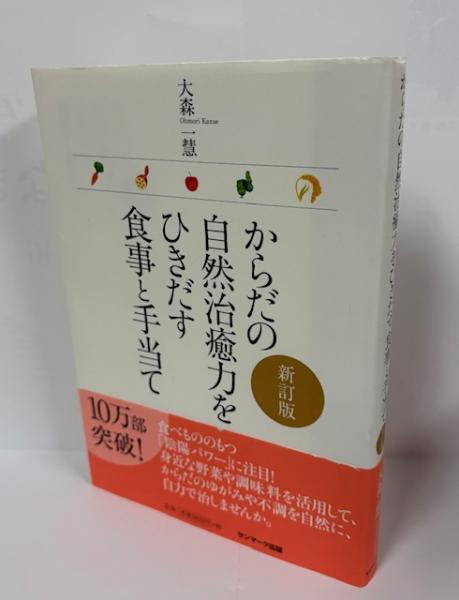 大森一慧
Ohmori Kazue
からだの
自然治癒力を
ひきだす
食事と手当て
新訂版
10万部
突破!
食べもののもつ
「陰陽パワー」に注目!
身近な野菜や調味料を活用して、
からだのゆがみや不調を自然に、
自力で治しませんか。
サンマーク出版